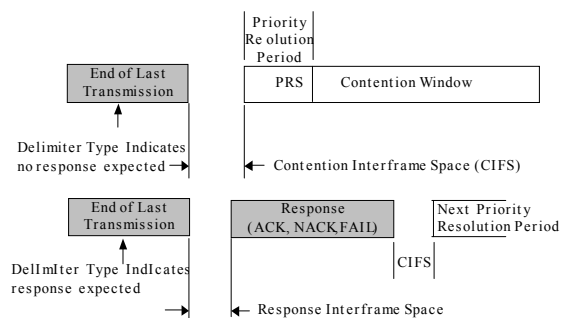 Priority
Re olution
Period
End of Last
Transmission
PRS
Contention Window
Delimiter Type Indicates
no response expected
Contention Interframe Space (CIFS)
End of Last
Transmission
Response
(ACK, NACK,FAIL)
Next Priority
Resolution Period
CIFS
DelImIter Type IndIcates
response expected
Response Interframe Space